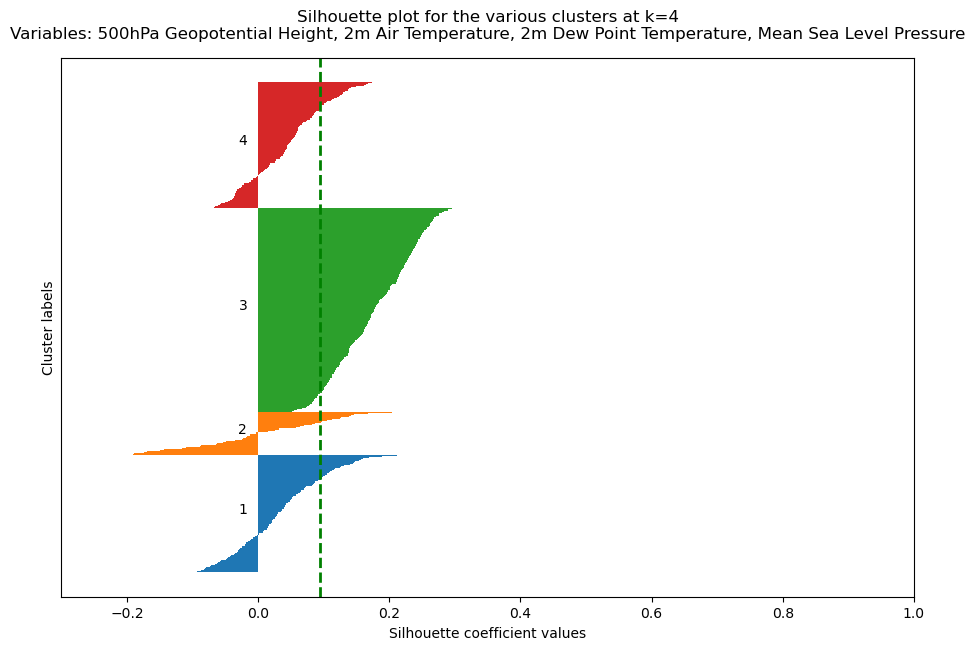 Silhouette plot for the various clusters at k=4
Variables: 500hPa Geopotential Height, 2m Air Temperature, 2m Dew Point Temperature, Mean Sea Level Pressure
4
3
2
1
Cluster labels
−0.2 0.0 0.2 0.4 0.6 0.8 1.0
Silhouette coefficient values